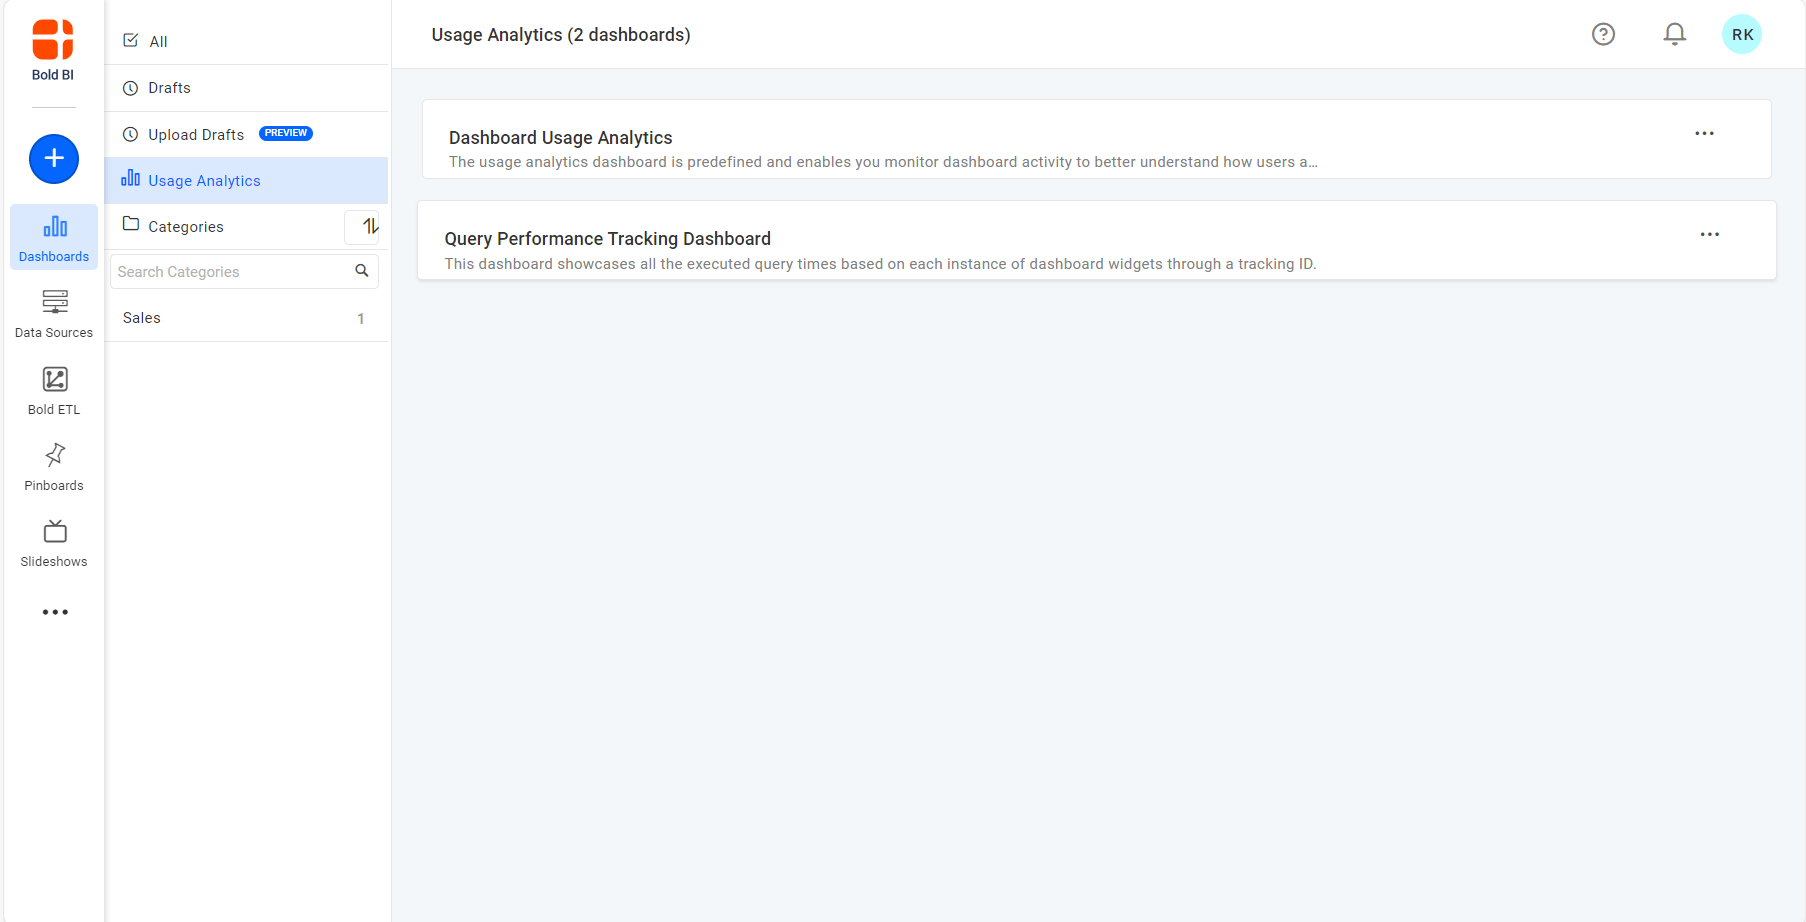 Bold BI
Dashboards
Data Sources
Bold ETL
Pinboards
Slideshows
All
Drafts
Upload Drafts PREVIEW
Usage Analytics
Categories
Search Categories
Sales 1
Usage Analytics (2 dashboards)
RK
Dashboard Usage Analytics
The usage analytics dashboard is predefined and enables you monitor dashboard activity to better understand how users a...
Query Performance Tracking Dashboard
This dashboard showcases all the executed query times based on each instance of dashboard widgets through a tracking ID.